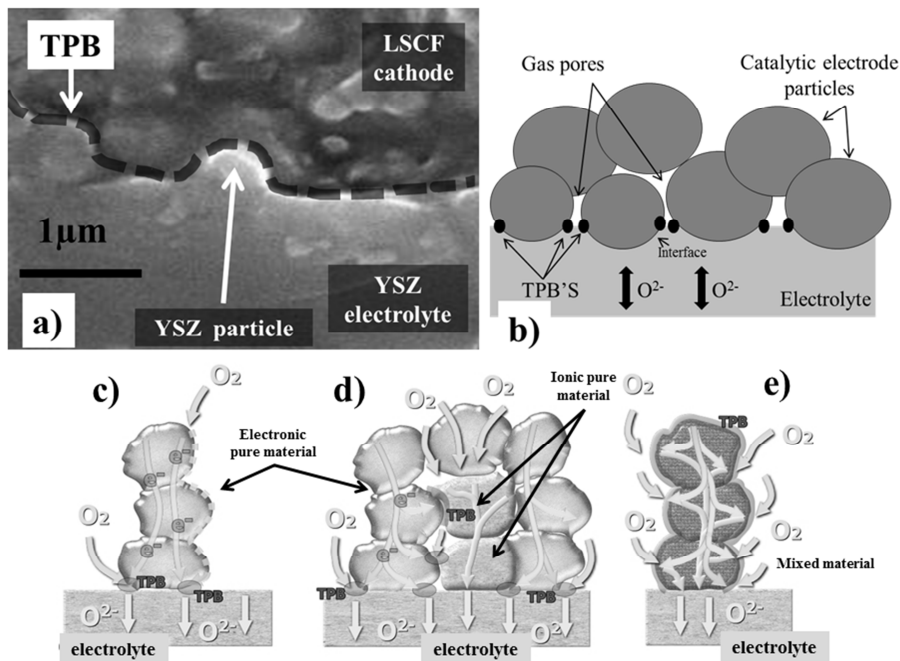 TPB
LSCF
cathode
1µm
YSZ
electrolyte
YSZ particle
a)
Gas pores
Catalytic electrode
particles
Interface
TPB'S
O2-
O2-
Electrolyte
b)
c)
O2
Electronic
pure material
e-
e-
e-
e-
O2
TPB
TPB
O2-
O2-
electrolyte
d)
O2
O2
Ionic pure
material
e-
TPB
O2
e-
TPB
TPB
O2-
O2
electrolyte
e)
O2
TPB
O2
O2
O2
Mixed material
O2-
electrolyte